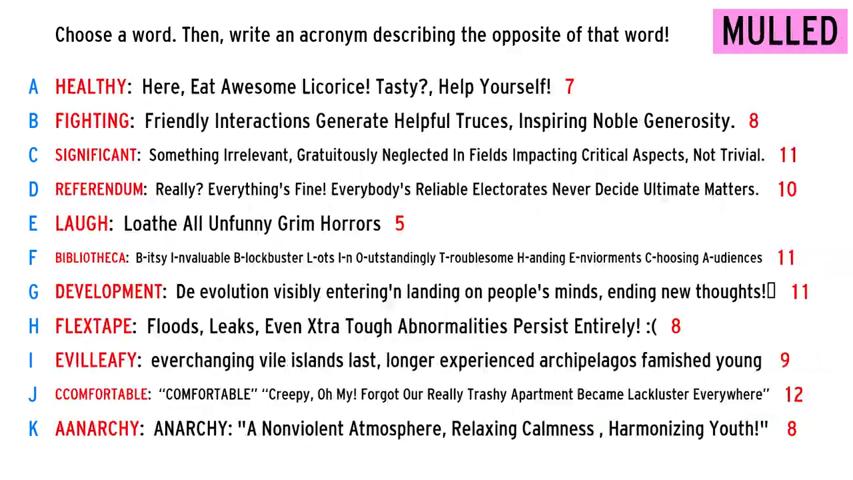 Choose a word. Then, write an acronym describing the opposite of that word!
MULLED
A HEALTHY: Here, Eat Awesome Licorice! Tasty?, Help Yourself! 7
B FIGHTING: Friendly Interactions Generate Helpful Truces, Inspiring Noble Generosity. 8
C SIGNIFICANT: Something Irrelevant, Gratuitously Neglected In Fields Impacting Critical Aspects, Not Trivial. 11
D REFERENDUM: Really? Everything's Fine! Everybody's Reliable Electorates Never Decide Ultimate Matters. 10
E LAUGH: Loathe All Unfunny Grim Horrors 5
F BIBLIOTHECA: B-itsy I-nvaluable B-lockbuster L-ots I-n O-utstandingly T-roublesome H-anding E-nviorments C-hoosing A-udiences 11
G DEVELOPMENT: De evolution visibly entering'n landing on people's minds, ending new thoughts!▯ 11
H FLEXTAPE: Floods, Leaks, Even Xtra Tough Abnormalities Persist Entirely! :( 8
I EVILLEAFY: everchanging vile islands last, longer experienced archipelagos famished young 9
J CCOMFORTABLE: “COMFORTABLE” “Creepy, Oh My! Forgot Our Really Trashy Apartment Became Lackluster Everywhere” 12
K AANARCHY: ANARCHY: "A Nonviolent Atmosphere, Relaxing Calmness , Harmonizing Youth!" 8